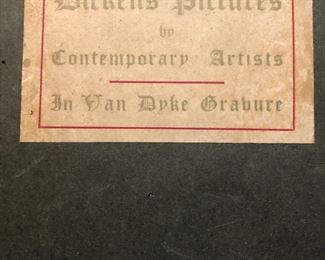 Dickens Pictures
by
Contemporary Artists
In Van Dyke Gravure